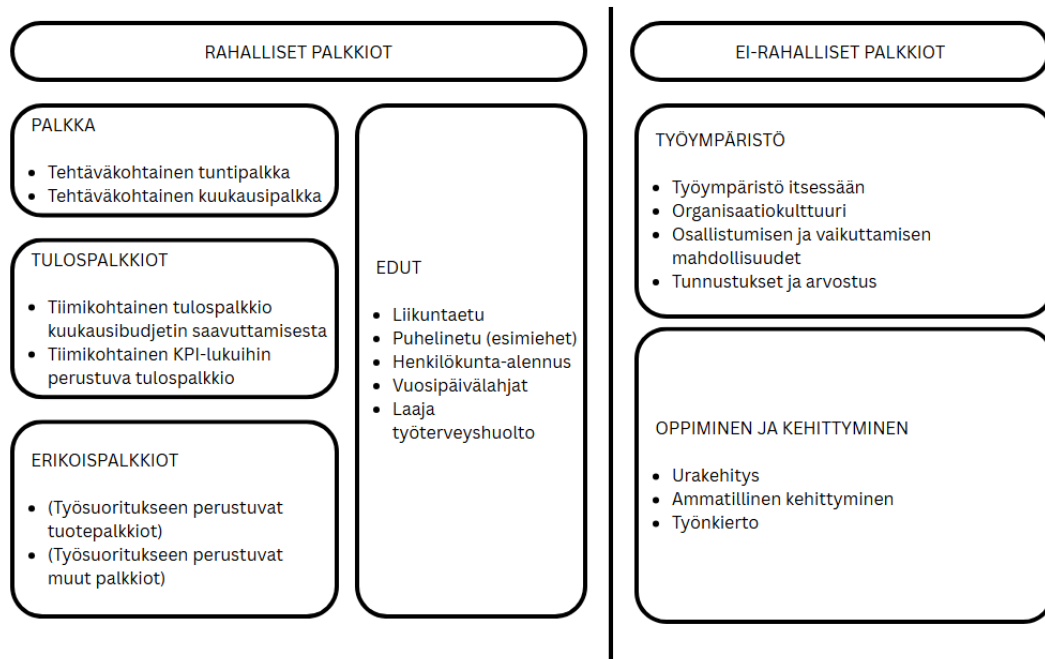 RAHALLISET PALKKIOT
PALKKA
• Tehtäväkohtainen tuntipalkka
• Tehtäväkohtainen kuukausipalkka
TULOSPALKKIOT
• Tiimikohtainen tulospalkkio
kuukausibudjetin saavuttamisesta
• Tiimikohtainen KPI-lukuihin
perustuva tulospalkkio
ERIKOISPALKKIOT
• (Työsuoritukseen perustuvat
tuotepalkkiot)
• (Työsuoritukseen perustuvat
muut palkkiot)
EDUT
• Liikuntaetu
• Puhelinetu (esimiehet)
• Henkilökunta-alennus
• Vuosipäivälahjat
• Laaja
työterveyshuolto
EI-RAHALLISET PALKKIOT
TYÖYMPÄRISTÖ
• Työympäristö itsessään
• Organisaatiokulttuuri
• Osallistumisen ja vaikuttamisen
mahdollisuudet
• Tunnustukset ja arvostus
OPPIMINEN JA KEHITTYMINEN
• Urakehitys
• Ammatillinen kehittyminen
• Työnkierto